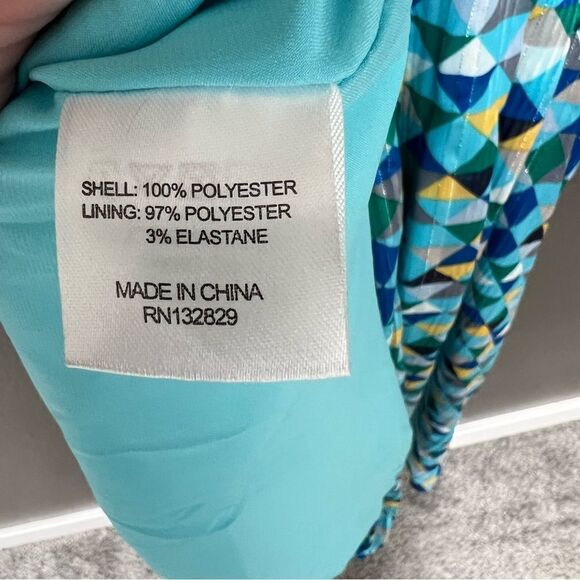 SHELL: 100% POLYESTER
LINING: 97% POLYESTER
3% ELASTANE
MADE IN CHINA
RN132829